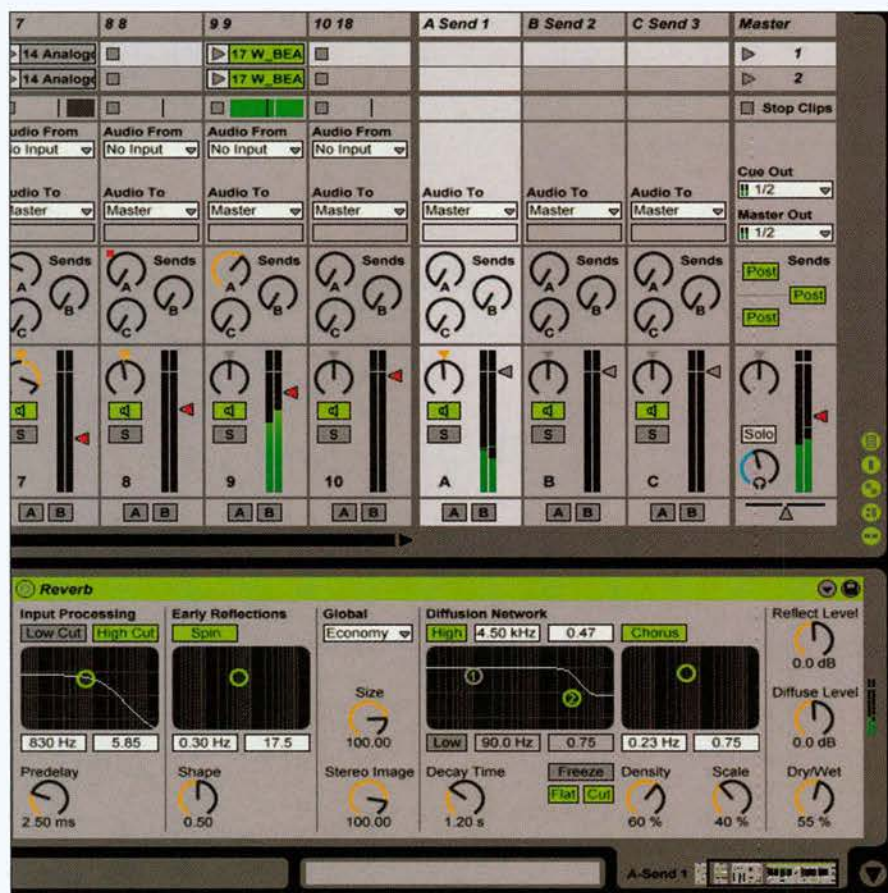 7 8 8 9 9 10 18 A Send 1 B Send 2 C Send 3 Master
14 Analog 17 W_BEA 1
14 Analog 17 W_BEA 2
Stop Clips
Audio From Audio From Audio From
No Input No Input No Input
Cue Out
1/2
Audio To Audio To Audio To Audio To Audio To Audio To
Master Master Master Master Master Master
Master Out
1/2
Sends Sends Sends Sends Sends Sends Sends Sends
A A A A A A A Post
B B B B B B B Post
C C C C C C C Post
S S S S S S S Solo
7 8 9 10 A B C
A B A B A B A B A B A B A B
Reverb
Input Processing Early Reflections Global Diffusion Network Reflect Level
Low Cut High Cut Spin Economy High 4.50 kHz 0.47 Chorus
0.0 dB
1 2
Size Diffuse Level
830 Hz 5.85 0.30 Hz 17.5 100.00 Low 90.0 Hz 0.75 0.23 Hz 0.75 0.0 dB
Predelay Shape Stereo Image Decay Time Freeze Density Scale Dry/Wet
Flat Cut
2.50 ms 0.50 100.00 1.20 s 60 % 40 % 55 %
A-Send 1